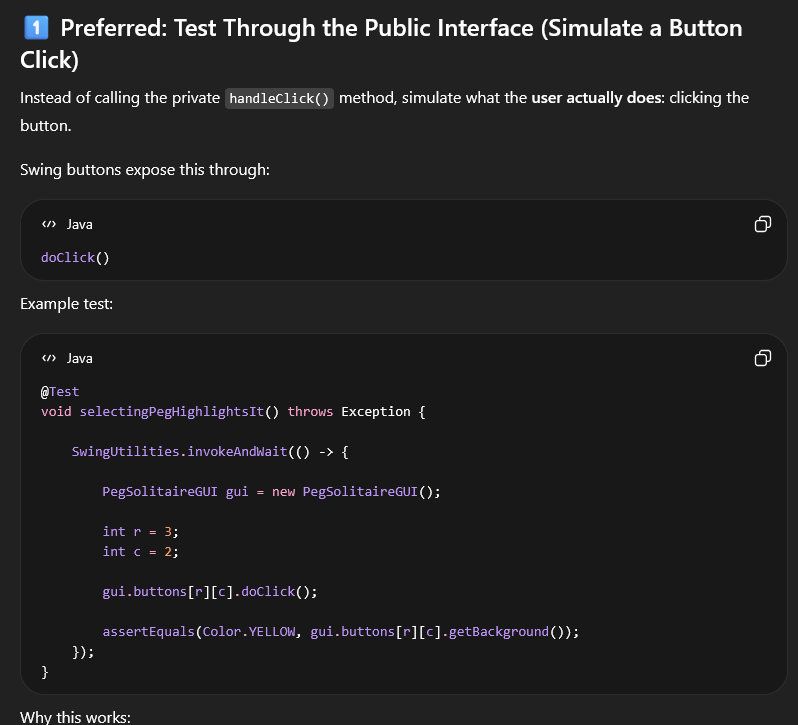 1 Preferred: Test Through the Public Interface (Simulate a Button
Click)
Instead of calling the private handleClick() method, simulate what the user actually does: clicking the
button.
Swing buttons expose this through:
</> Java
doClick()
Example test:
</> Java
@Test
void selectingPegHighlightsIt() throws Exception {
    SwingUtilities.invokeAndWait(() -> {
        PegSolitaireGUI gui = new PegSolitaireGUI();
        int r = 3;
        int c = 2;
        gui.buttons[r][c].doClick();
        assertEquals(Color.YELLOW, gui.buttons[r][c].getBackground());
    });
}
Why this works: